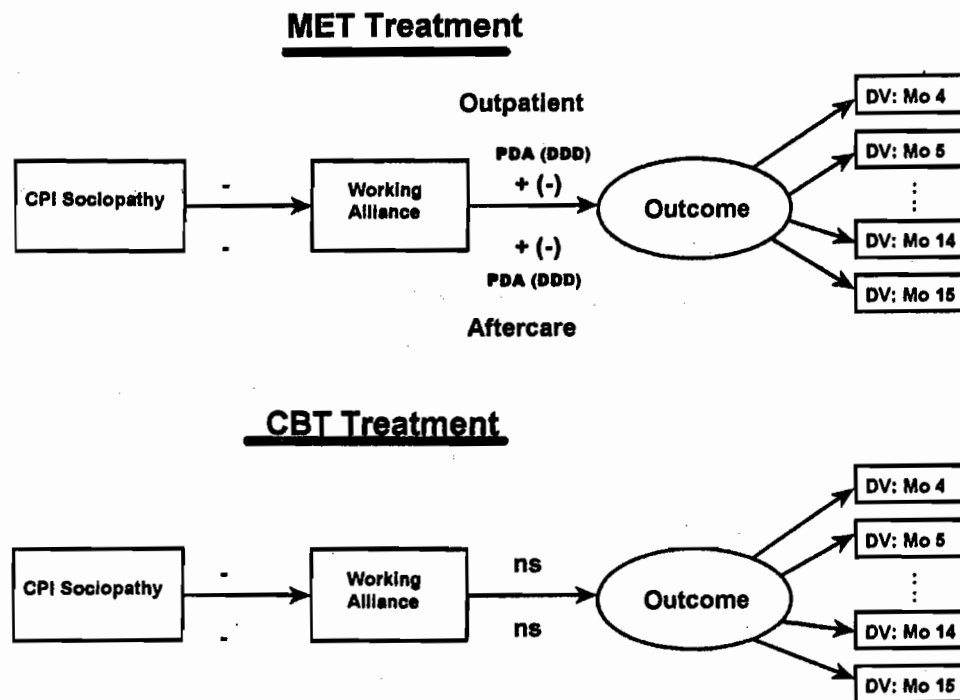 MET Treatment
Outpatient
DV: Mo 4
PDA (DDD)
DV: Mo 5
CPI Sociopathy
-
Working
Alliance
+ (-)
Outcome
-
+ (-)
DV: Mo 14
PDA (DDD)
DV: Mo 15
Aftercare
CBT Treatment
DV: Mo 4
DV: Mo 5
CPI Sociopathy
-
Working
Alliance
ns
Outcome
-
ns
DV: Mo 14
DV: Mo 15